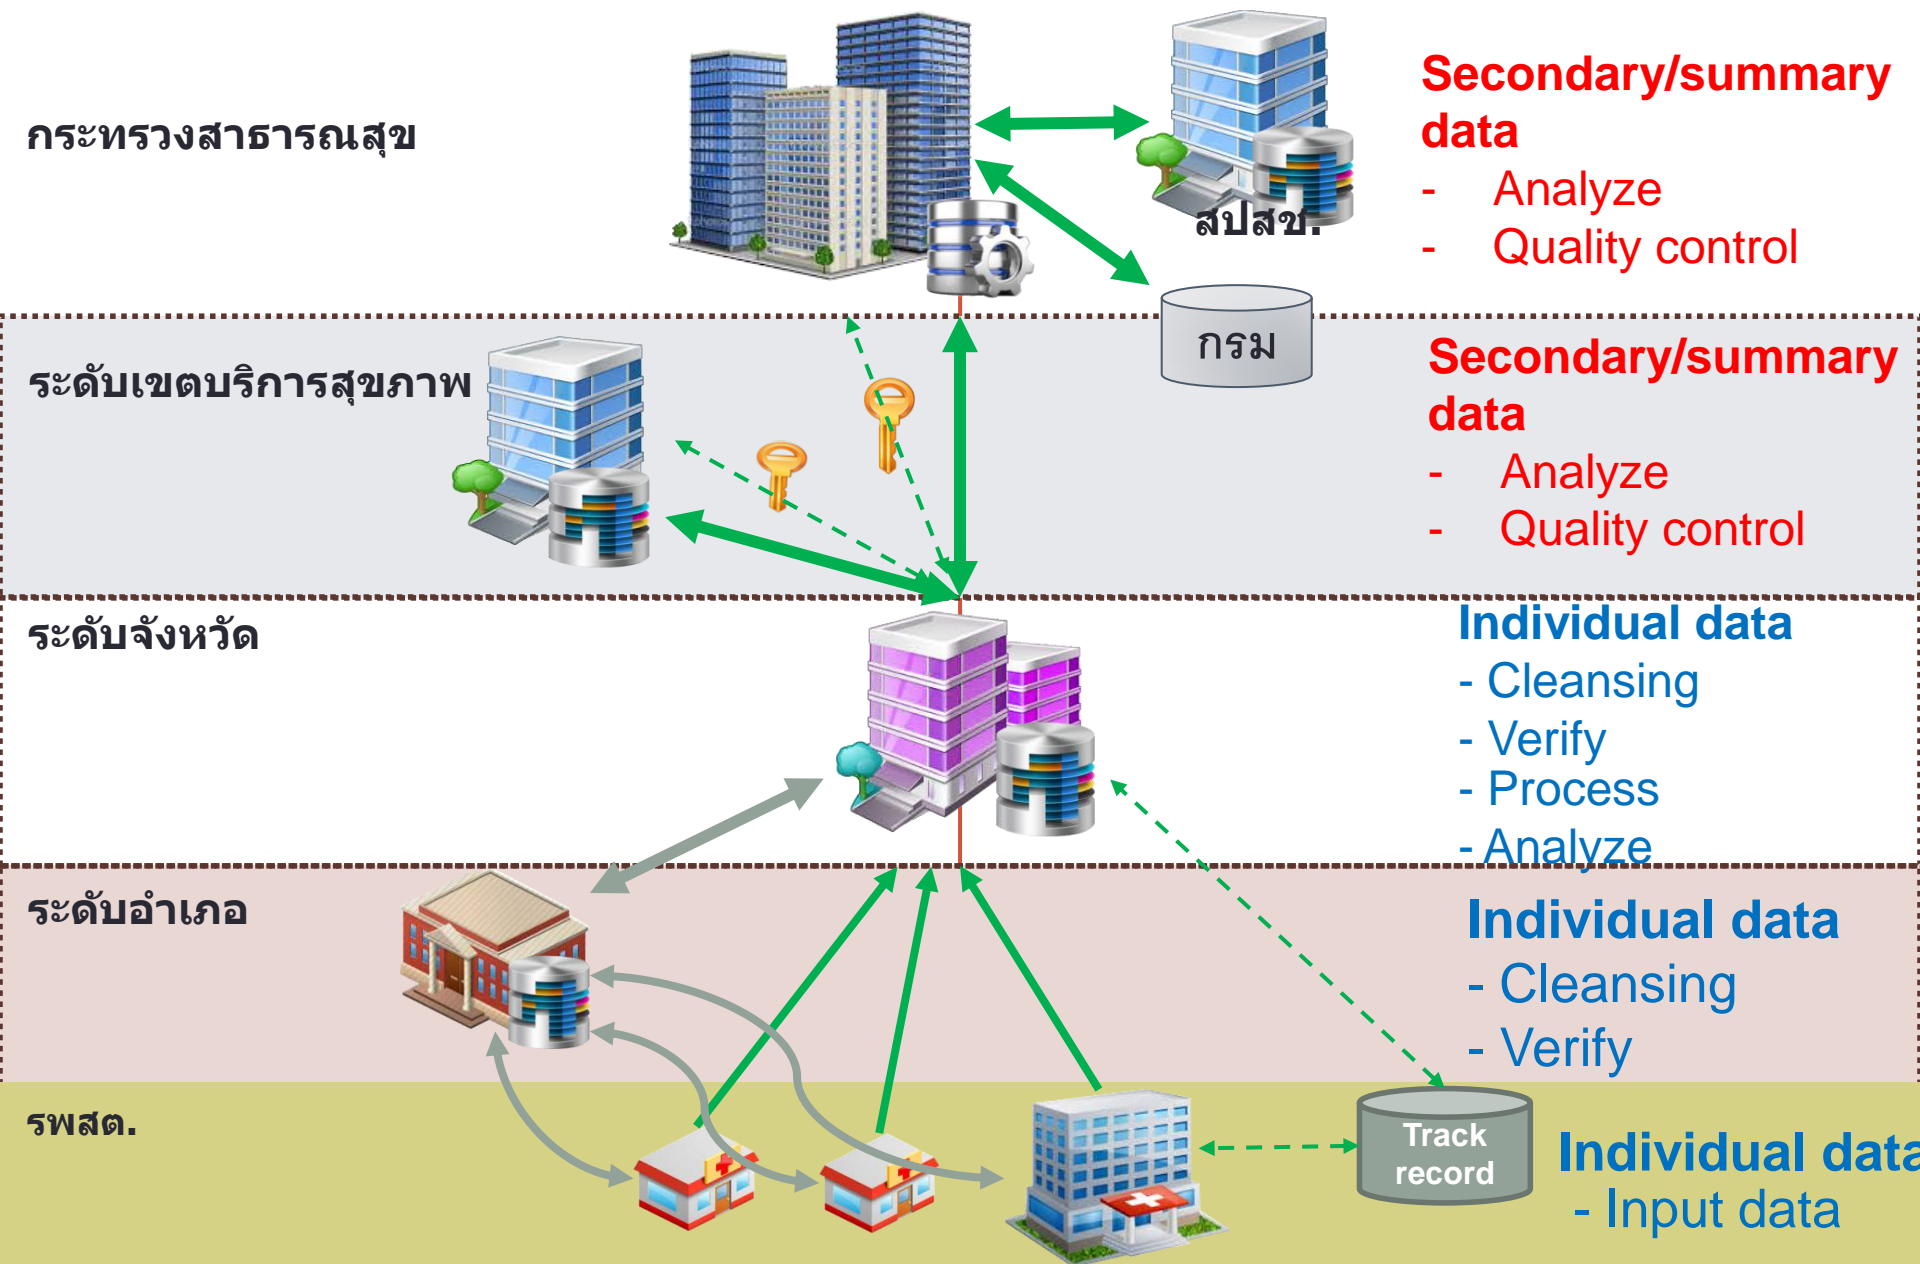 กระทรวงสาธารณสุข
สปสช.
Secondary/summary
data
- Analyze
- Quality control
กรม
ระดับเขตบริการสุขภาพ
Secondary/summary
data
- Analyze
- Quality control
ระดับจังหวัด
Individual data
- Cleansing
- Verify
- Process
- Analyze
ระดับอำเภอ
Individual data
- Cleansing
- Verify
รพสต.
Track
record
Individual data
- Input data